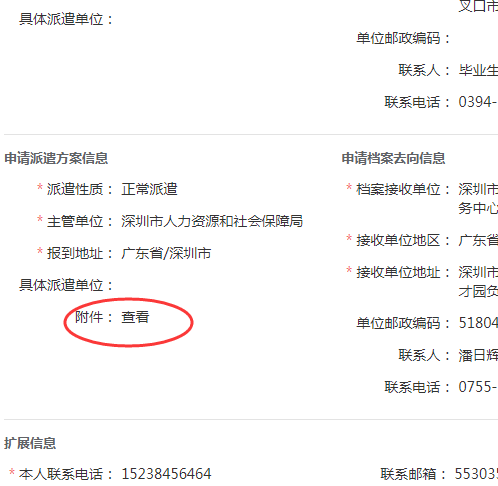 叉口市
具体派遣单位：
单位邮政编码：
联系人： 毕业生
联系电话： 0394-
申请派遣方案信息
申请档案去向信息
* 派遣性质： 正常派遣
* 档案接收单位： 深圳市
务中心
* 主管单位： 深圳市人力资源和社会保障局
* 接收单位地区： 广东省
* 报到地址： 广东省/深圳市
* 接收单位地址： 深圳市
才园负
具体派遣单位：
附件： 查看
单位邮政编码： 51804
联系人： 潘日辉
联系电话： 0755-
扩展信息
* 本人联系电话： 15238456464
联系邮箱： 55303